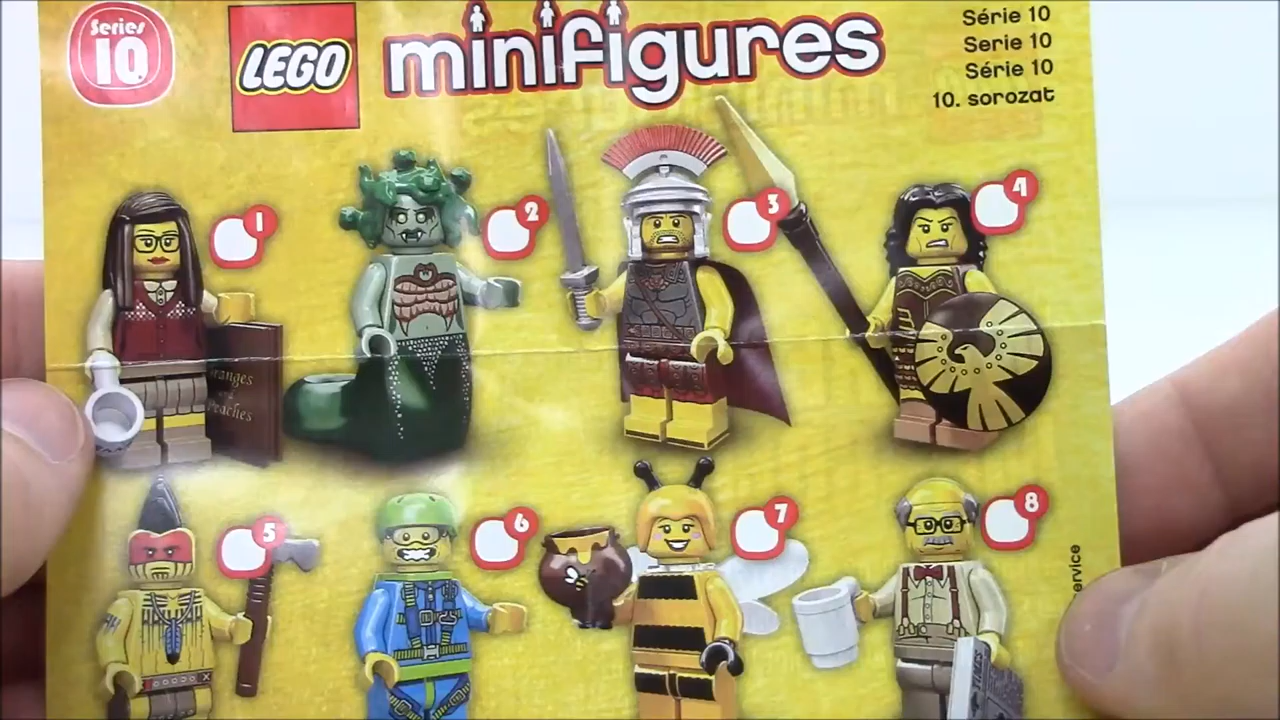 Series
10
LEGO
minifigures
Série 10
Serie 10
Série 10
10. sorozat
1
2
3
4
Peaches
5
6
7
8
ervice